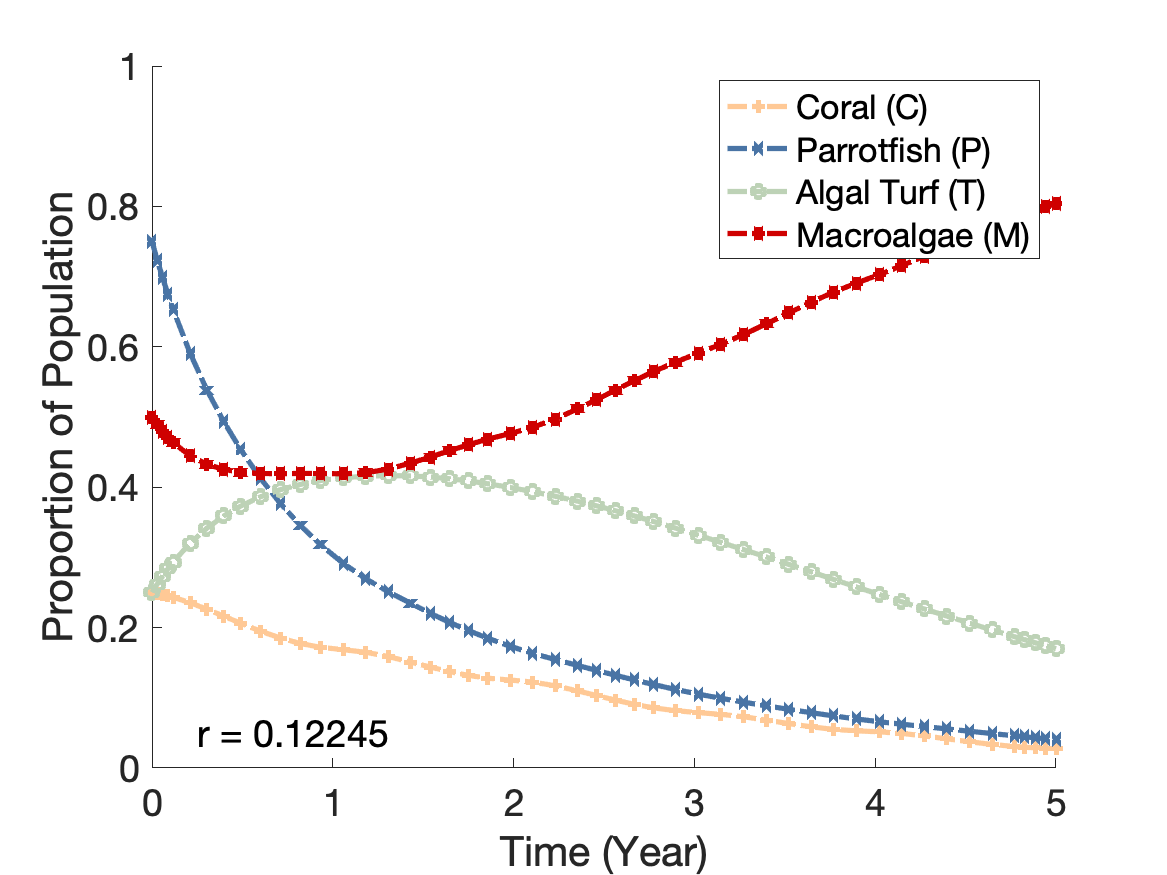 1
0.8
0.6
0.4
0.2
0
Proportion of Population
Coral (C)
Parrotfish (P)
Algal Turf (T)
Macroalgae (M)
r = 0.12245
0 1 2 3 4 5
Time (Year)